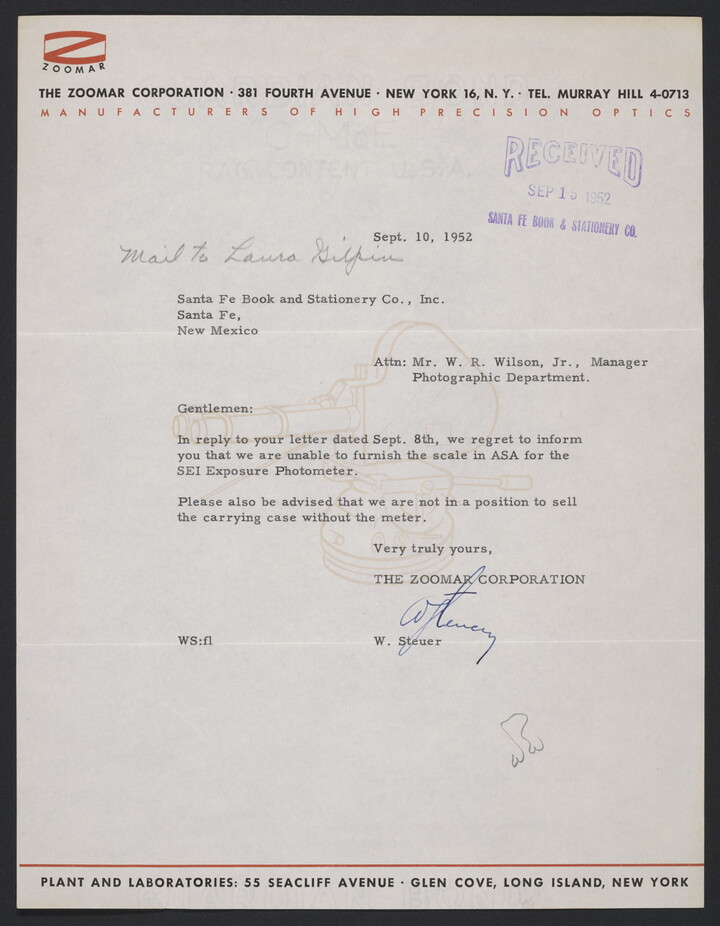 ZOOMAR
THE ZOOMAR CORPORATION · 381 FOURTH AVENUE · NEW YORK 16, N. Y. · TEL. MURRAY HILL 4-0713
MANUFACTURERS OF HIGH PRECISION OPTICS
RECEIVED
SEP 15 1952
SANTA FE BOOK & STATIONERY CO.
Sept. 10, 1952
Mail to Laura Gilpin
Santa Fe Book and Stationery Co., Inc.
Santa Fe,
New Mexico
Attn: Mr. W. R. Wilson, Jr., Manager
Photographic Department.
Gentlemen:
In reply to your letter dated Sept. 8th, we regret to inform
you that we are unable to furnish the scale in ASA for the
SEI Exposure Photometer.
Please also be advised that we are not in a position to sell
the carrying case without the meter.
Very truly yours,
THE ZOOMAR CORPORATION
WS:fl
W. Steuer
PLANT AND LABORATORIES: 55 SEACLIFF AVENUE · GLEN COVE, LONG ISLAND, NEW YORK